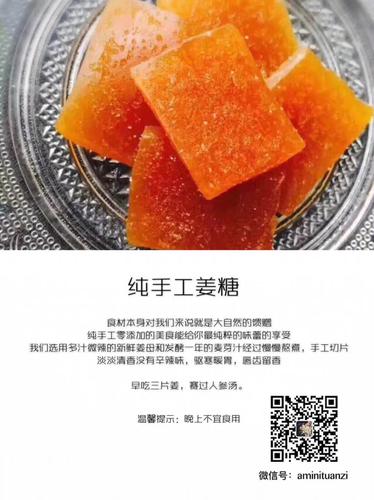 纯手工姜糖
食材本身对我们来说就是大自然的馈赠
纯手工零添加的美食能给你最纯粹的味蕾的享受
我们选用多汁微辣的新鲜姜母和发酵一年的麦芽汁经过慢慢熬煮，手工切片
淡淡清香没有辛辣味，驱寒暖胃，唇齿留香
早吃三片姜，赛过人参汤。
温馨提示：晚上不宜食用
微信号：aminituanzi